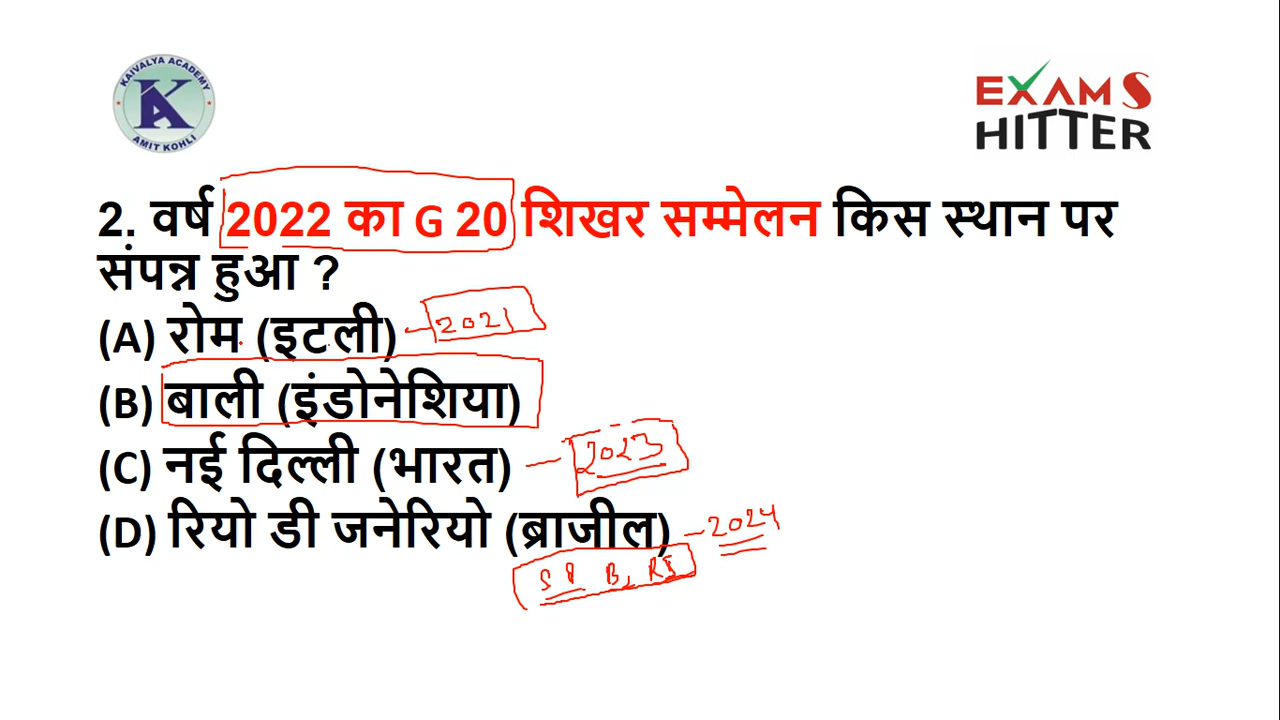 KAIVALYA ACADEMY
KA
AMIT KOHLI
EXAMS
HITTER
2. वर्ष 2022 का G 20 शिखर सम्मेलन किस स्थान पर
संपन्न हुआ ?
(A) रोम (इटली) - 2021
(B) बाली (इंडोनेशिया)
(C) नई दिल्ली (भारत) - 2023
(D) रियो डी जनेरियो (ब्राजील) - 2024